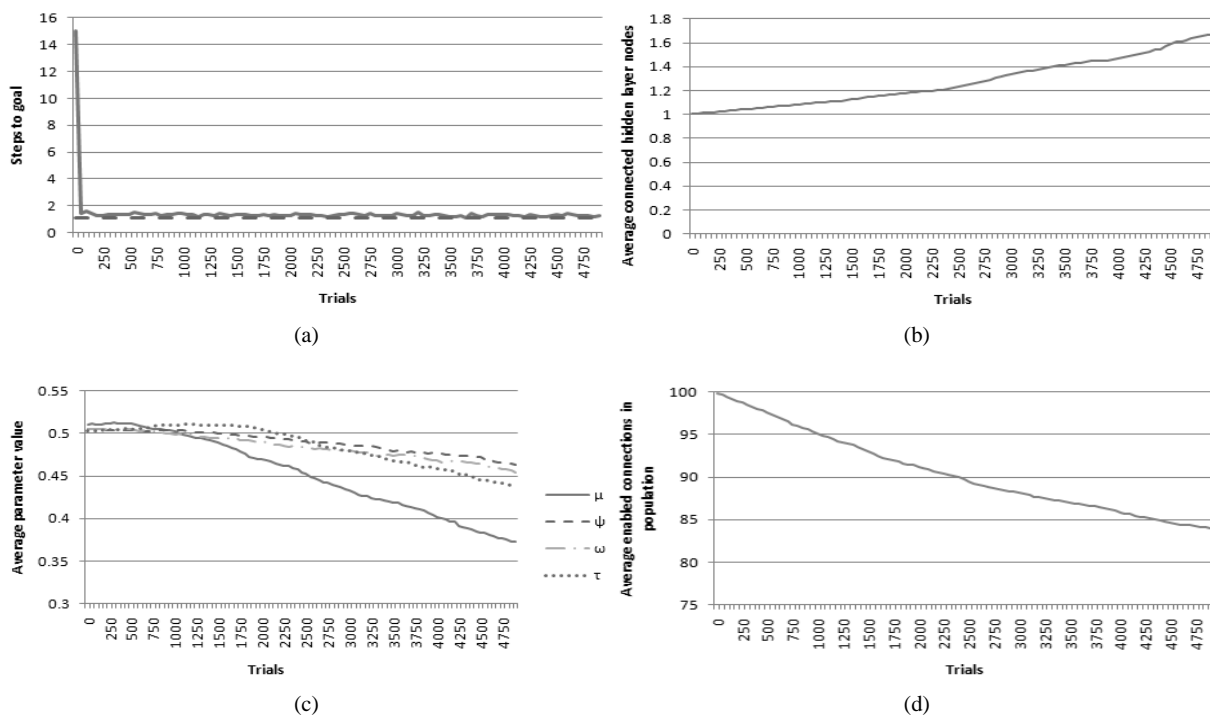 Steps to goal
16
14
12
10
8
6
4
2
0
0 250 500 750 1000 1250 1500 1750 2000 2250 2500 2750 3000 3250 3500 3750 4000 4250 4500 4750
Trials
(a)
Average connected hidden layer nodes
1.8
1.6
1.4
1.2
1
0.8
0.6
0.4
0.2
0
0 250 500 750 1000 1250 1500 1750 2000 2250 2500 2750 3000 3250 3500 3750 4000 4250 4500 4750
Trials
(b)
Average parameter value
0.55
0.5
0.45
0.4
0.35
0.3
0 250 500 750 1000 1250 1500 1750 2000 2250 2500 2750 3000 3250 3500 3750 4000 4250 4500 4750
Trials
μ
ψ
ω
τ
(c)
Average enabled connections in
population
100
95
90
85
80
75
0 250 500 750 1000 1250 1500 1750 2000 2250 2500 2750 3000 3250 3500 3750 4000 4250 4500 4750
Trials
(d)